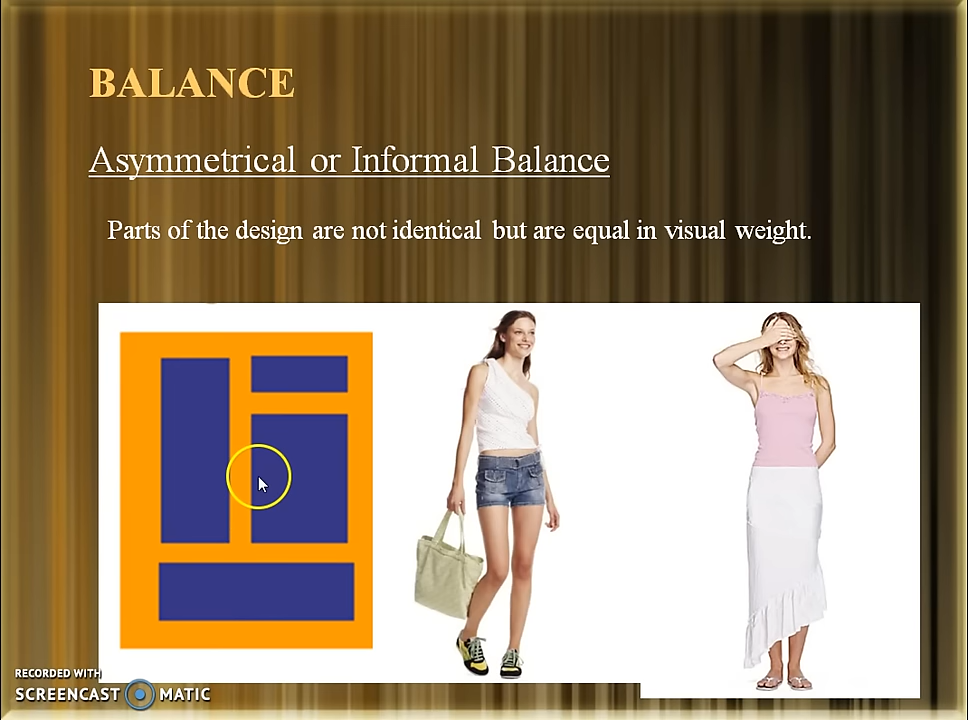 BALANCE
Asymmetrical or Informal Balance
Parts of the design are not identical but are equal in visual weight.
RECORDED WITH
SCREENCAST MATIC